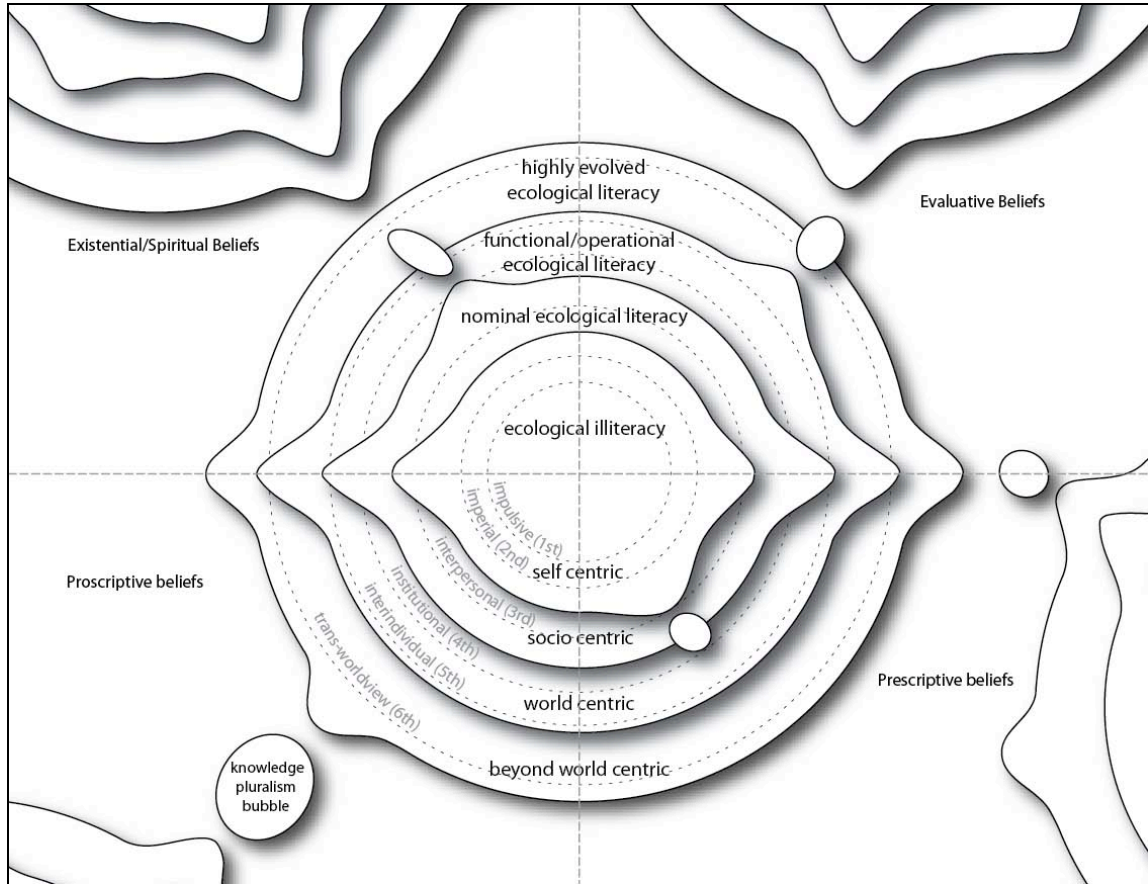 highly evolved
ecological literacy
Evaluative Beliefs
Existential/Spiritual Beliefs
functional/operational
ecological literacy
nominal ecological literacy
ecological illiteracy
impulsive (1st)
imperial (2nd)
interpersonal (3rd)
institutional (4th)
interindividual (5th)
trans-worldview (6th)
self centric
Proscriptive beliefs
socio centric
Prescriptive beliefs
world centric
beyond world centric
knowledge
pluralism
bubble